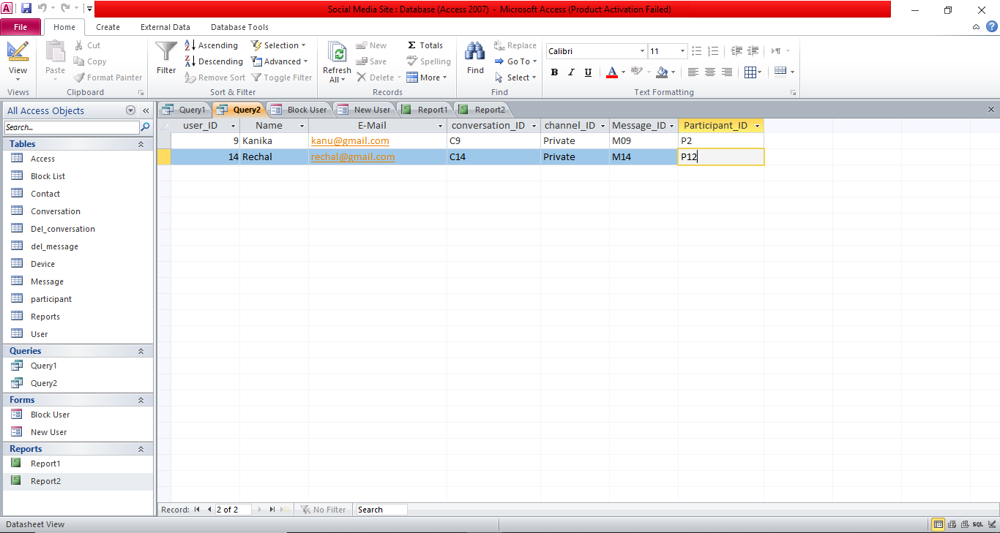 Social Media Site : Database (Access 2007) - Microsoft Access (Product Activation Failed)
File Home Create External Data Database Tools
View
Views
Paste
Cut
Copy
Format Painter
Clipboard
Filter
Ascending
Descending
Remove Sort
Selection
Advanced
Toggle Filter
Sort & Filter
Refresh All
New
Save
Delete
Totals
Spelling
More
Records
Find
Replace
Go To
Select
Find
Calibri 11
B I U A
Text Formatting
All Access Objects
Search...
Tables
Access
Block List
Contact
Conversation
Del_conversation
del_message
Device
Message
participant
Reports
User
Queries
Query1
Query2
Forms
Block User
New User
Reports
Report1
Report2
Query1 Query2 Block User New User Report1 Report2
user_ID Name E-Mail conversation_ID channel_ID Message_ID Participant_ID
9 Kanika kanu@gmail.com C9 Private M09 P2
14 Rechal rechal@gmail.com C14 Private M14 P12
Record: 2 of 2 No Filter Search
Datasheet View SQL